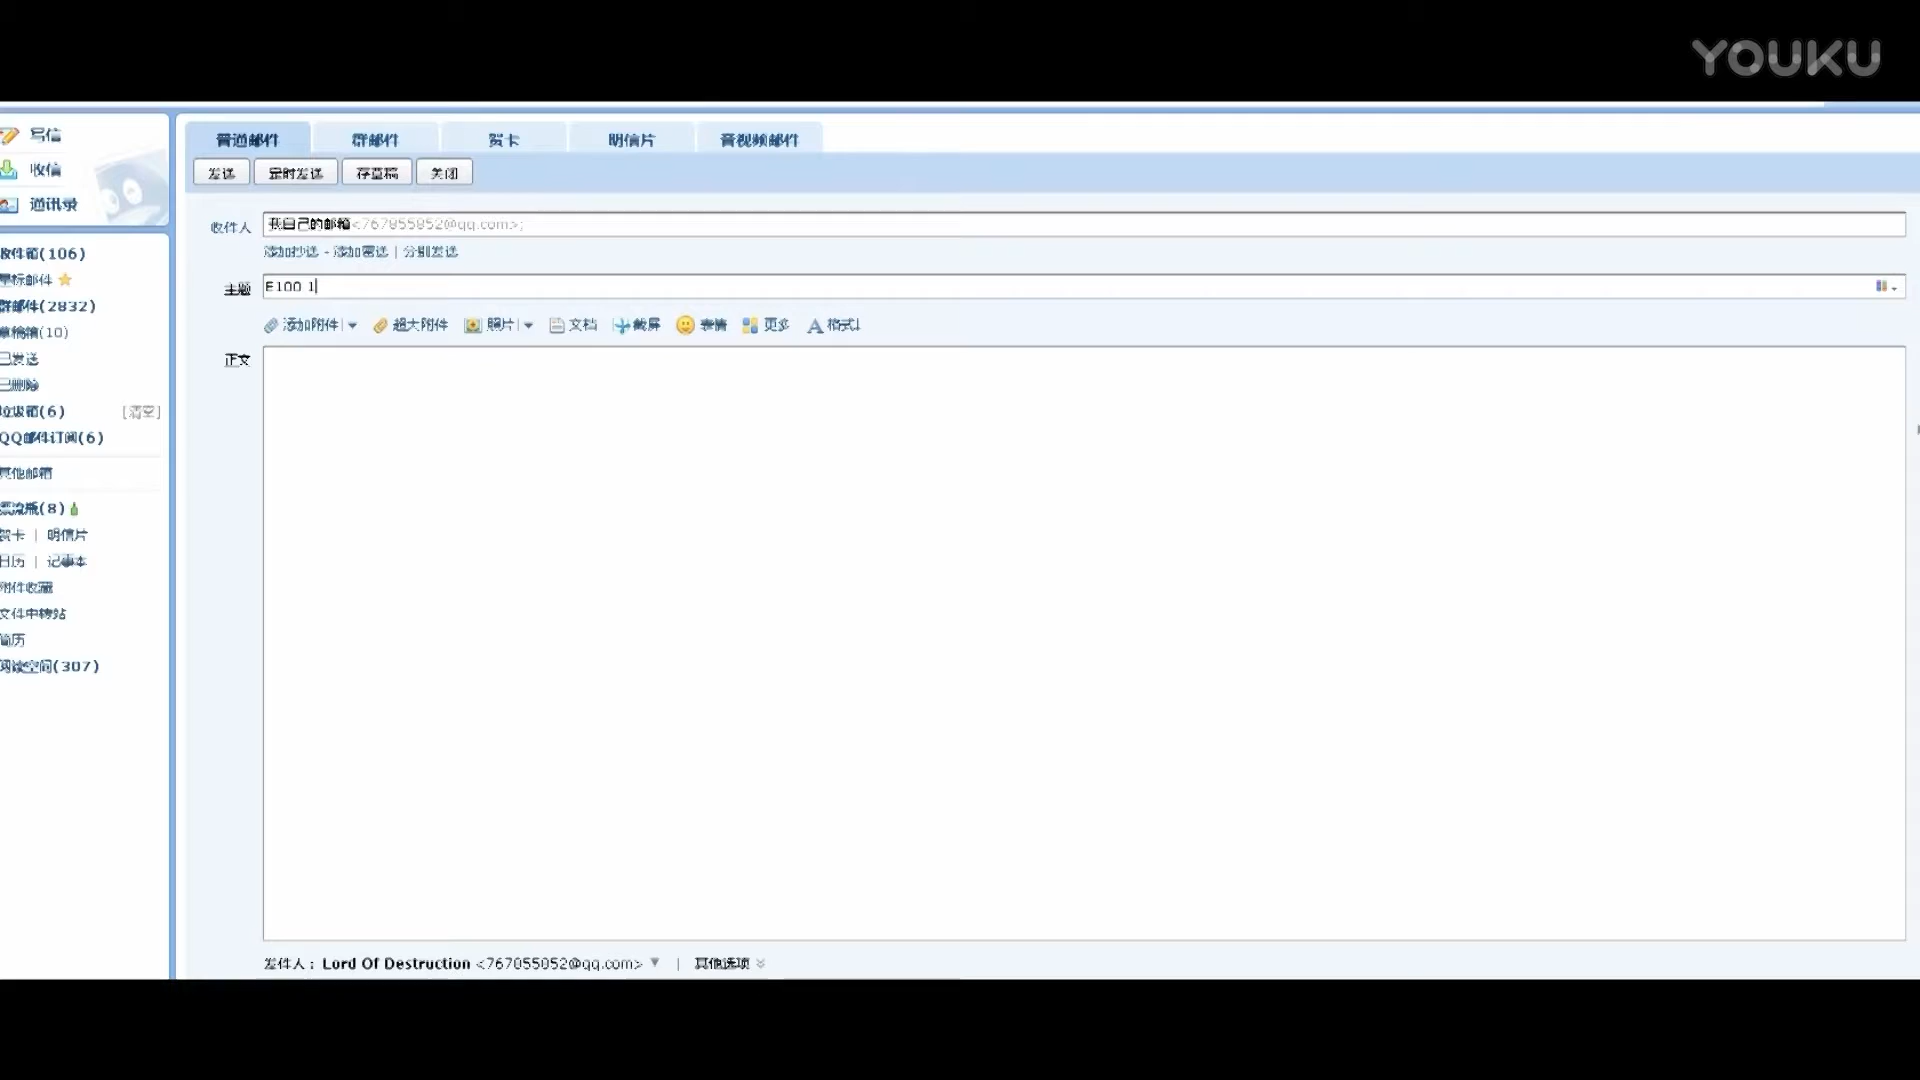 YOUKU
写信
收信
通讯录
收件箱(106)
星标邮件
群邮件(2832)
草稿箱(10)
已发送
已删除
垃圾箱(6) [清空]
QQ邮件订阅(6)
其他邮箱
漂流瓶(8)
贺卡 | 明信片
日历 | 记事本
附件收藏
文件中转站
简历
阅读空间(307)
普通邮件 群邮件 贺卡 明信片 音视频邮件
发送 定时发送 存草稿 关闭
收件人 我自己的邮箱
添加抄送 - 添加密送 | 分别发送
主题 E100 1
添加附件 超大附件 照片 文档 截屏 表情 更多 格式↓
正文
发件人：Lord Of Destruction <767055052@qq.com> | 其他选项